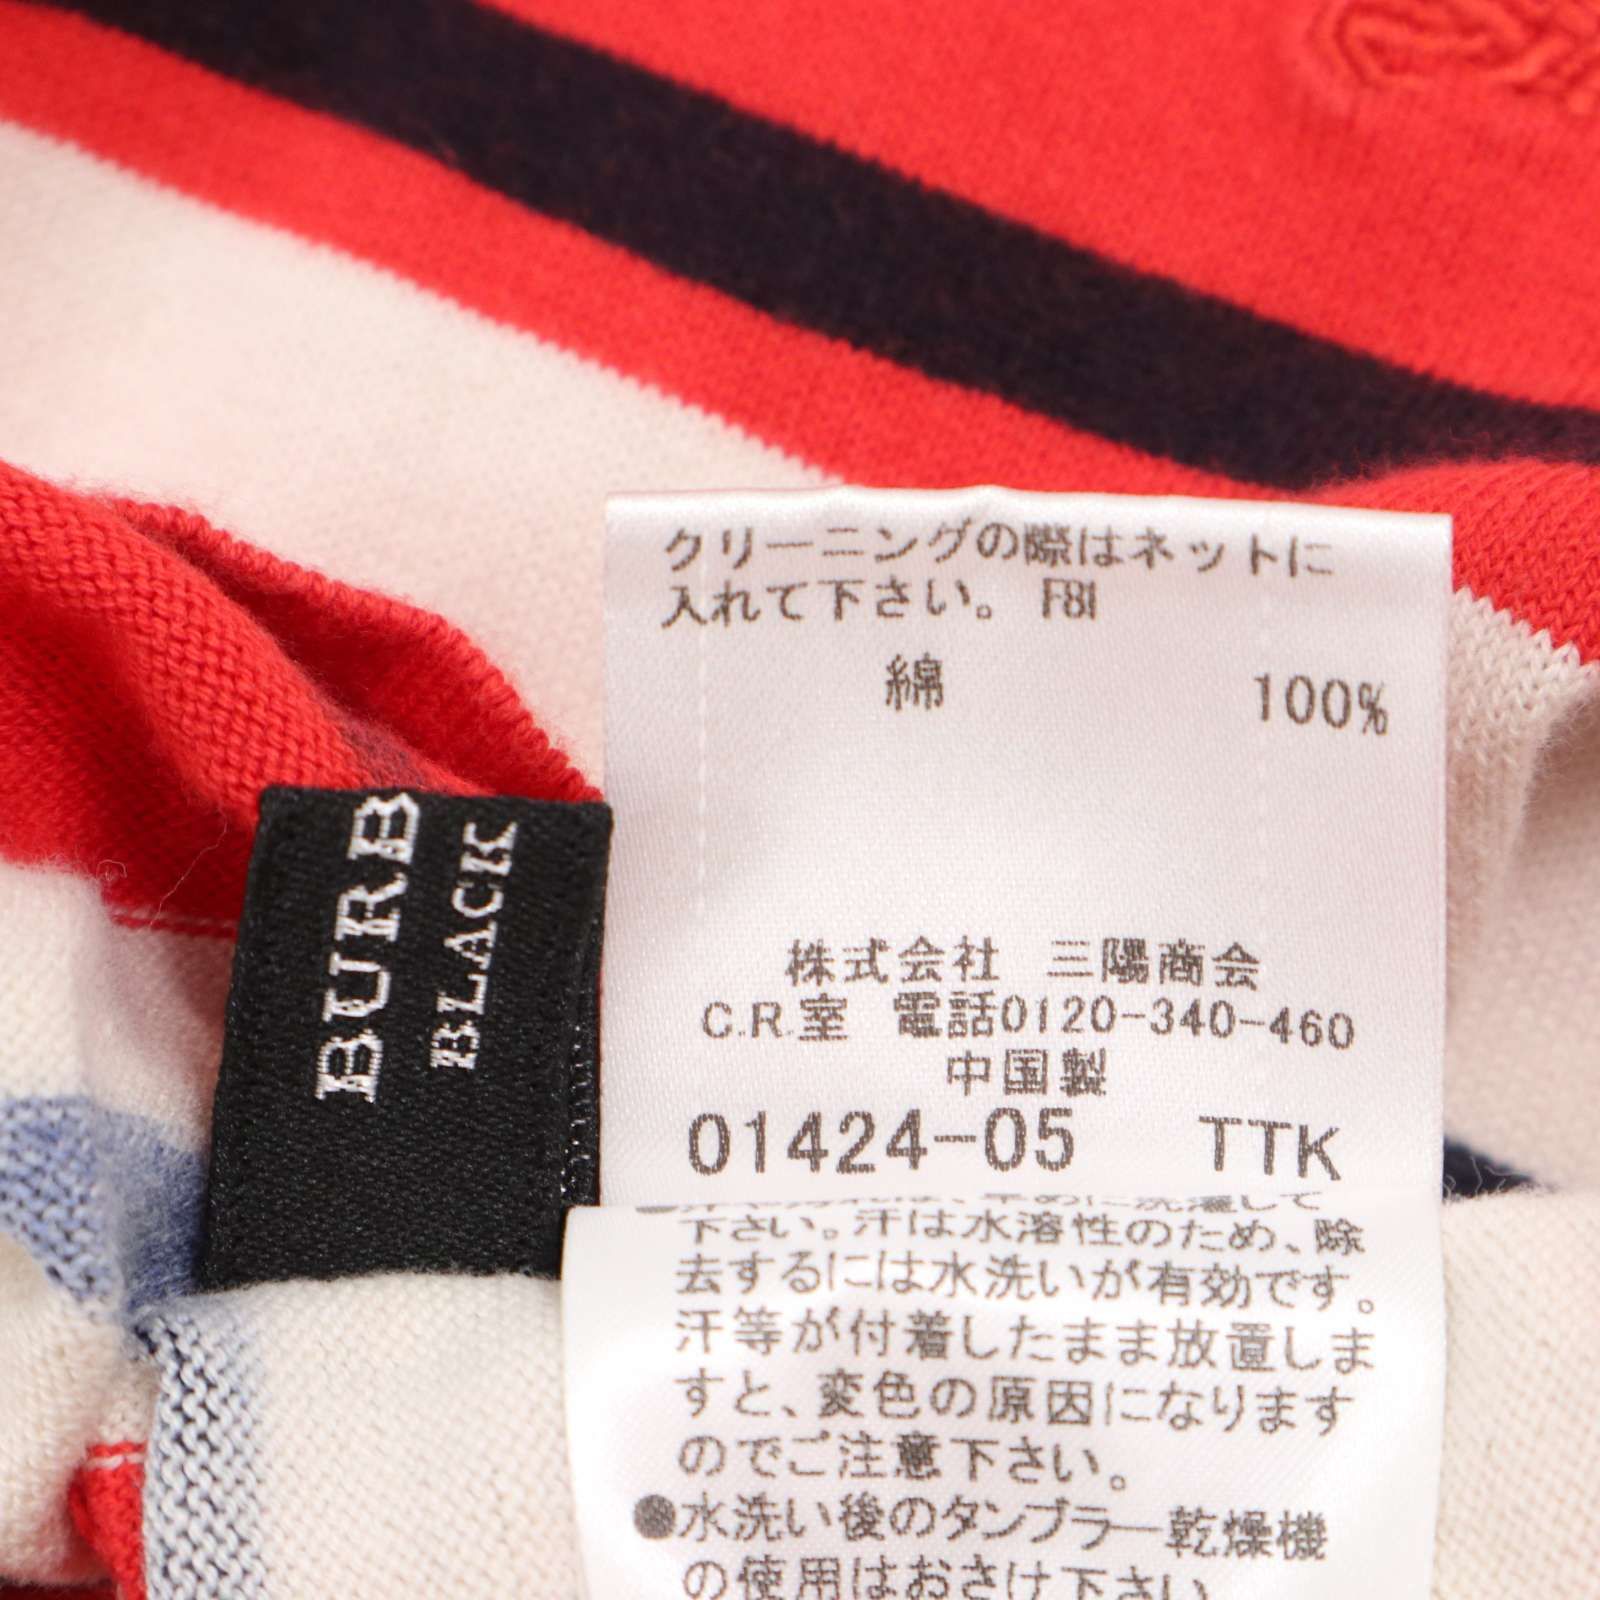 クリーニングの際はネットに
入れて下さい。 F81
綿 100%
株式会社 三陽商会
C.R.室 電話0120-340-460
中国製
01424-05 TTK
下さい。汗は水溶性のため、除
去するには水洗いが有効です。
汗等が付着したまま放置しま
すと、変色の原因になります
のでご注意下さい。
●水洗い後のタンブラー乾燥機
の使用はおさけ下さい
BURB
BLACK